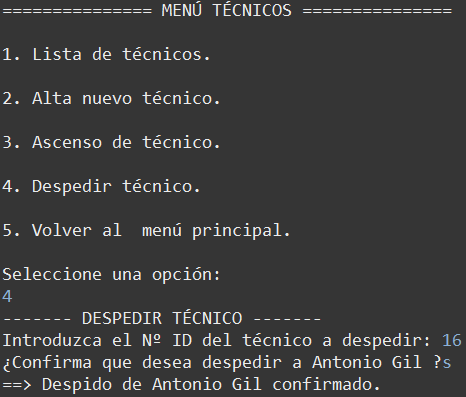 =============== MENÚ TÉCNICOS ===============
1. Lista de técnicos.
2. Alta nuevo técnico.
3. Ascenso de técnico.
4. Despedir técnico.
5. Volver al  menú principal.
Seleccione una opción:
4
------- DESPEDIR TÉCNICO -------
Introduzca el Nº ID del técnico a despedir: 16
¿Confirma que desea despedir a Antonio Gil ?s
==> Despido de Antonio Gil confirmado.